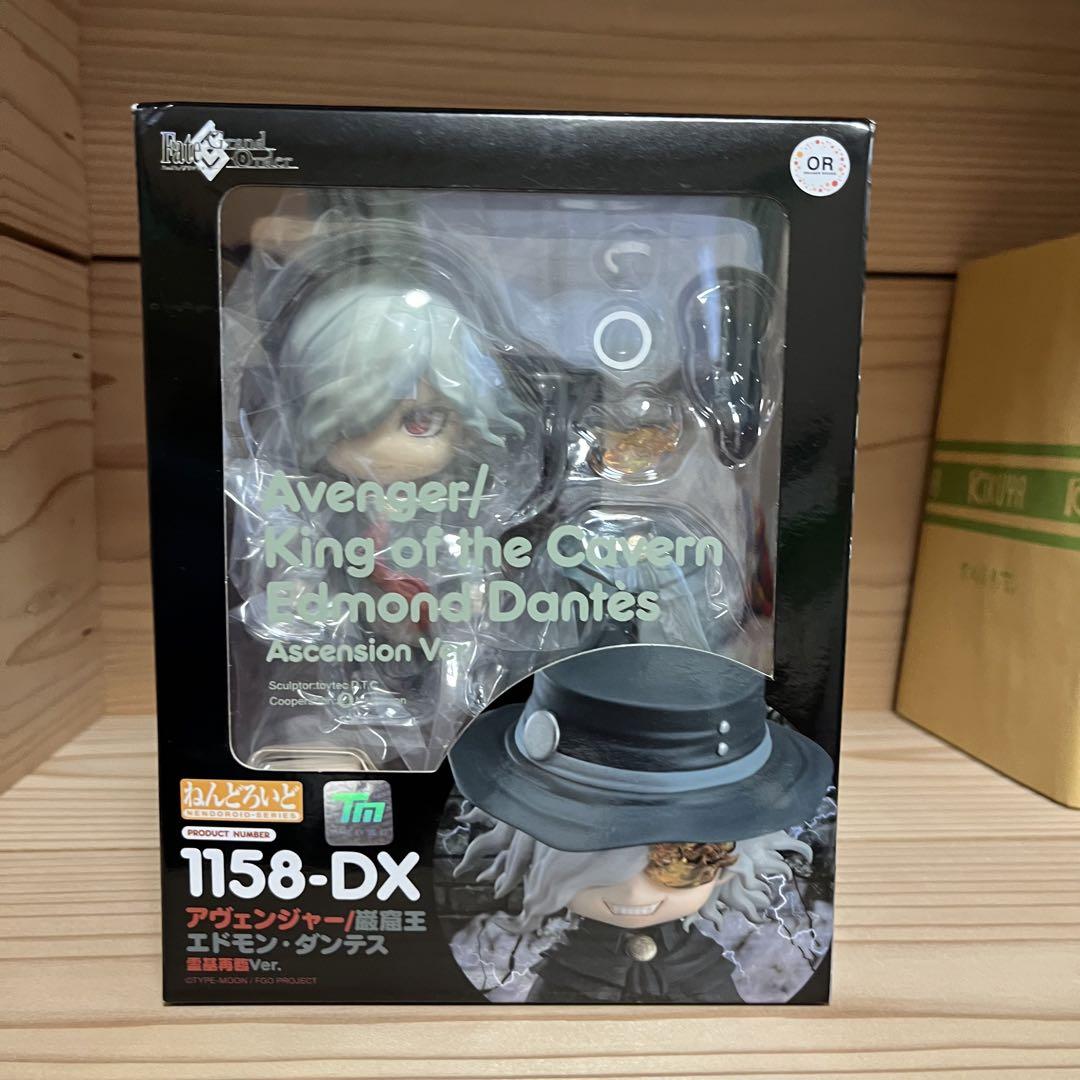 Fate
Grand
Order
OR
Avenger/
King of the Cavern
Edmond Dantès
Ascension Ve
Sculptor:toytec D.T.C
ねんどろいど
NENDOROID-SERIES
PRODUCT NUMBER
1158-DX
アヴェンジャー/巌窟王
エドモン・ダンテス
霊基再臨Ver.
©TYPE-MOON / FGO PROJECT
TM